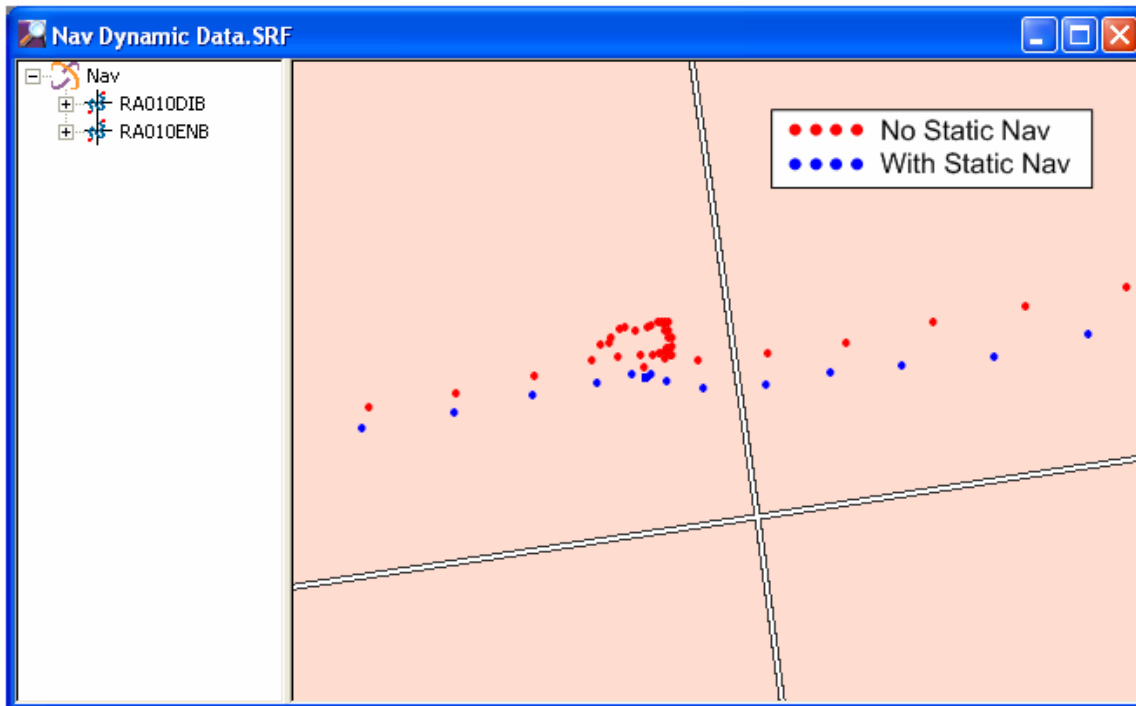 Nav Dynamic Data.SRF
Nav
RA010DIB
RA010ENB
No Static Nav
With Static Nav